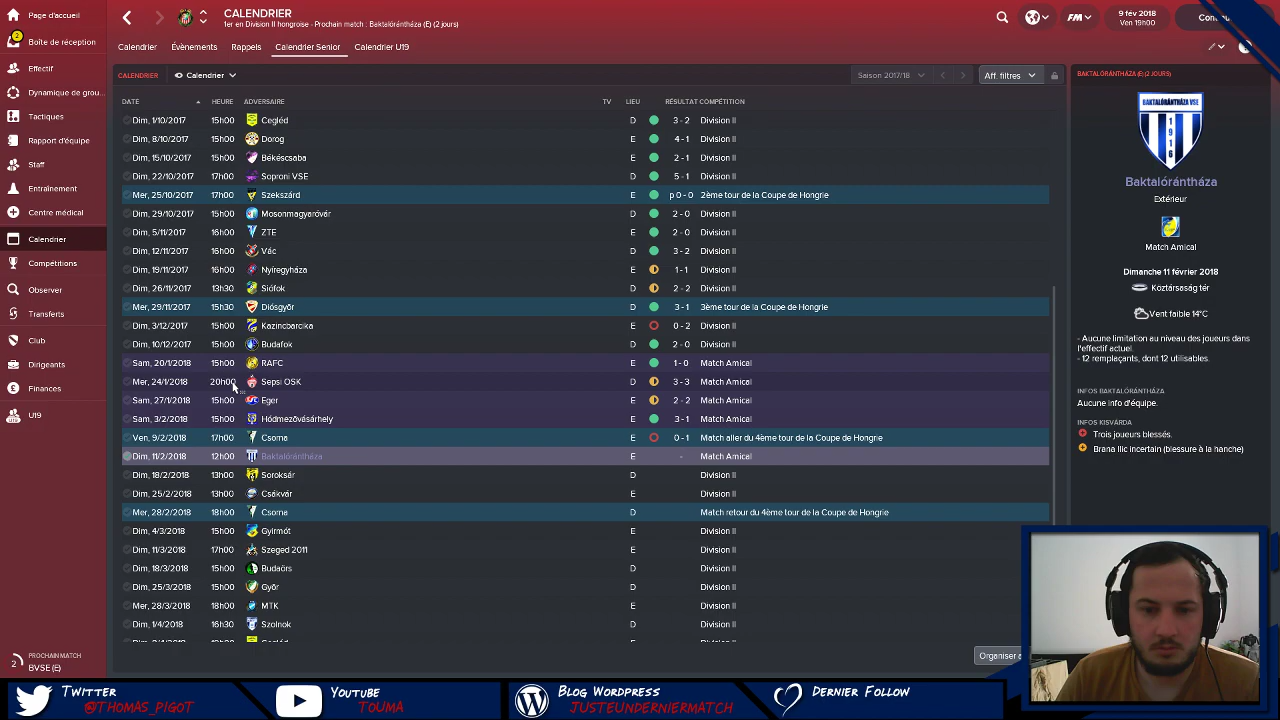 Page d'accueil
2 Boîte de réception
Effectif
Dynamique de grou...
Tactiques
Rapport d'équipe
Staff
Entraînement
Centre médical
Calendrier
Compétitions
Observer
Transferts
Club
Dirigeants
Finances
U19
2 PROCHAIN MATCH
BVSE (E)
CALENDRIER
1er en Division II hongroise - Prochain match : Baktalórántháza (E) (2 jours)
FM
9 fév 2018
Ven 19h00
Calendrier Évènements Rappels Calendrier Senior Calendrier U19
CALENDRIER Calendrier Saison 2017/18 Aff. filtres
DATE HEURE ADVERSAIRE TV LIEU RÉSULTAT COMPÉTITION
Dim, 1/10/2017 15h00 Cegléd D 3 - 2 Division II
Dim, 8/10/2017 15h00 Dorog E 4 - 1 Division II
Dim, 15/10/2017 15h00 Békéscsaba E 2 - 1 Division II
Dim, 22/10/2017 17h00 Soproni VSE D 5 - 1 Division II
Mer, 25/10/2017 17h00 Szekszárd E p 0 - 0 2ème tour de la Coupe de Hongrie
Dim, 29/10/2017 15h00 Mosonmagyaróvár D 2 - 0 Division II
Dim, 5/11/2017 16h00 ZTE E 2 - 0 Division II
Dim, 12/11/2017 16h00 Vác D 3 - 2 Division II
Dim, 19/11/2017 16h00 Nyíregyháza E 1 - 1 Division II
Dim, 26/11/2017 13h30 Siófok D 2 - 2 Division II
Mer, 29/11/2017 15h30 Diósgyőr D 3 - 1 3ème tour de la Coupe de Hongrie
Dim, 3/12/2017 15h00 Kazincbarcika E 0 - 2 Division II
Dim, 10/12/2017 15h00 Budafok D 2 - 0 Division II
Sam, 20/1/2018 15h00 RAFC E 1 - 0 Match Amical
Mer, 24/1/2018 20h00 Sepsi OSK D 3 - 3 Match Amical
Sam, 27/1/2018 15h00 Eger E 2 - 2 Match Amical
Sam, 3/2/2018 15h00 Hódmezővásárhely E 3 - 1 Match Amical
Ven, 9/2/2018 17h00 Csorna E 0 - 1 Match aller du 4ème tour de la Coupe de Hongrie
Dim, 11/2/2018 12h00 Baktalórántháza E - Match Amical
Dim, 18/2/2018 13h00 Soroksár D Division II
Dim, 25/2/2018 13h00 Csákvár E Division II
Mer, 28/2/2018 18h00 Csorna D Match retour du 4ème tour de la Coupe de Hongrie
Dim, 4/3/2018 15h00 Gyirmót D Division II
Dim, 11/3/2018 17h00 Szeged 2011 E Division II
Dim, 18/3/2018 15h00 Budaörs D Division II
Dim, 25/3/2018 15h00 Győr D Division II
Mer, 28/3/2018 18h00 MTK E Division II
Dim, 1/4/2018 16h30 Szolnok D Division II
Organiser
BAKTALÓRÁNTHÁZA (E) (2 JOURS)
BAKTALÓRÁNTHÁZA VSE
1916
Baktalórántháza
Extérieur
Match Amical
Dimanche 11 février 2018
Köztársaság tér
Vent faible 14°C
- Aucune limitation au niveau des joueurs dans
l'effectif actuel.
- 12 remplaçants, dont 12 utilisables.
INFOS BAKTALÓRÁNTHÁZA
Aucune info d'équipe.
INFOS KISVÁRDA
Trois joueurs blessés.
Brana Ilic incertain (blessure à la hanche)
Twitter
@Thomas_Pigot
Youtube
Touma
Blog Wordpress
justeunderniermatch
Dernier Follow